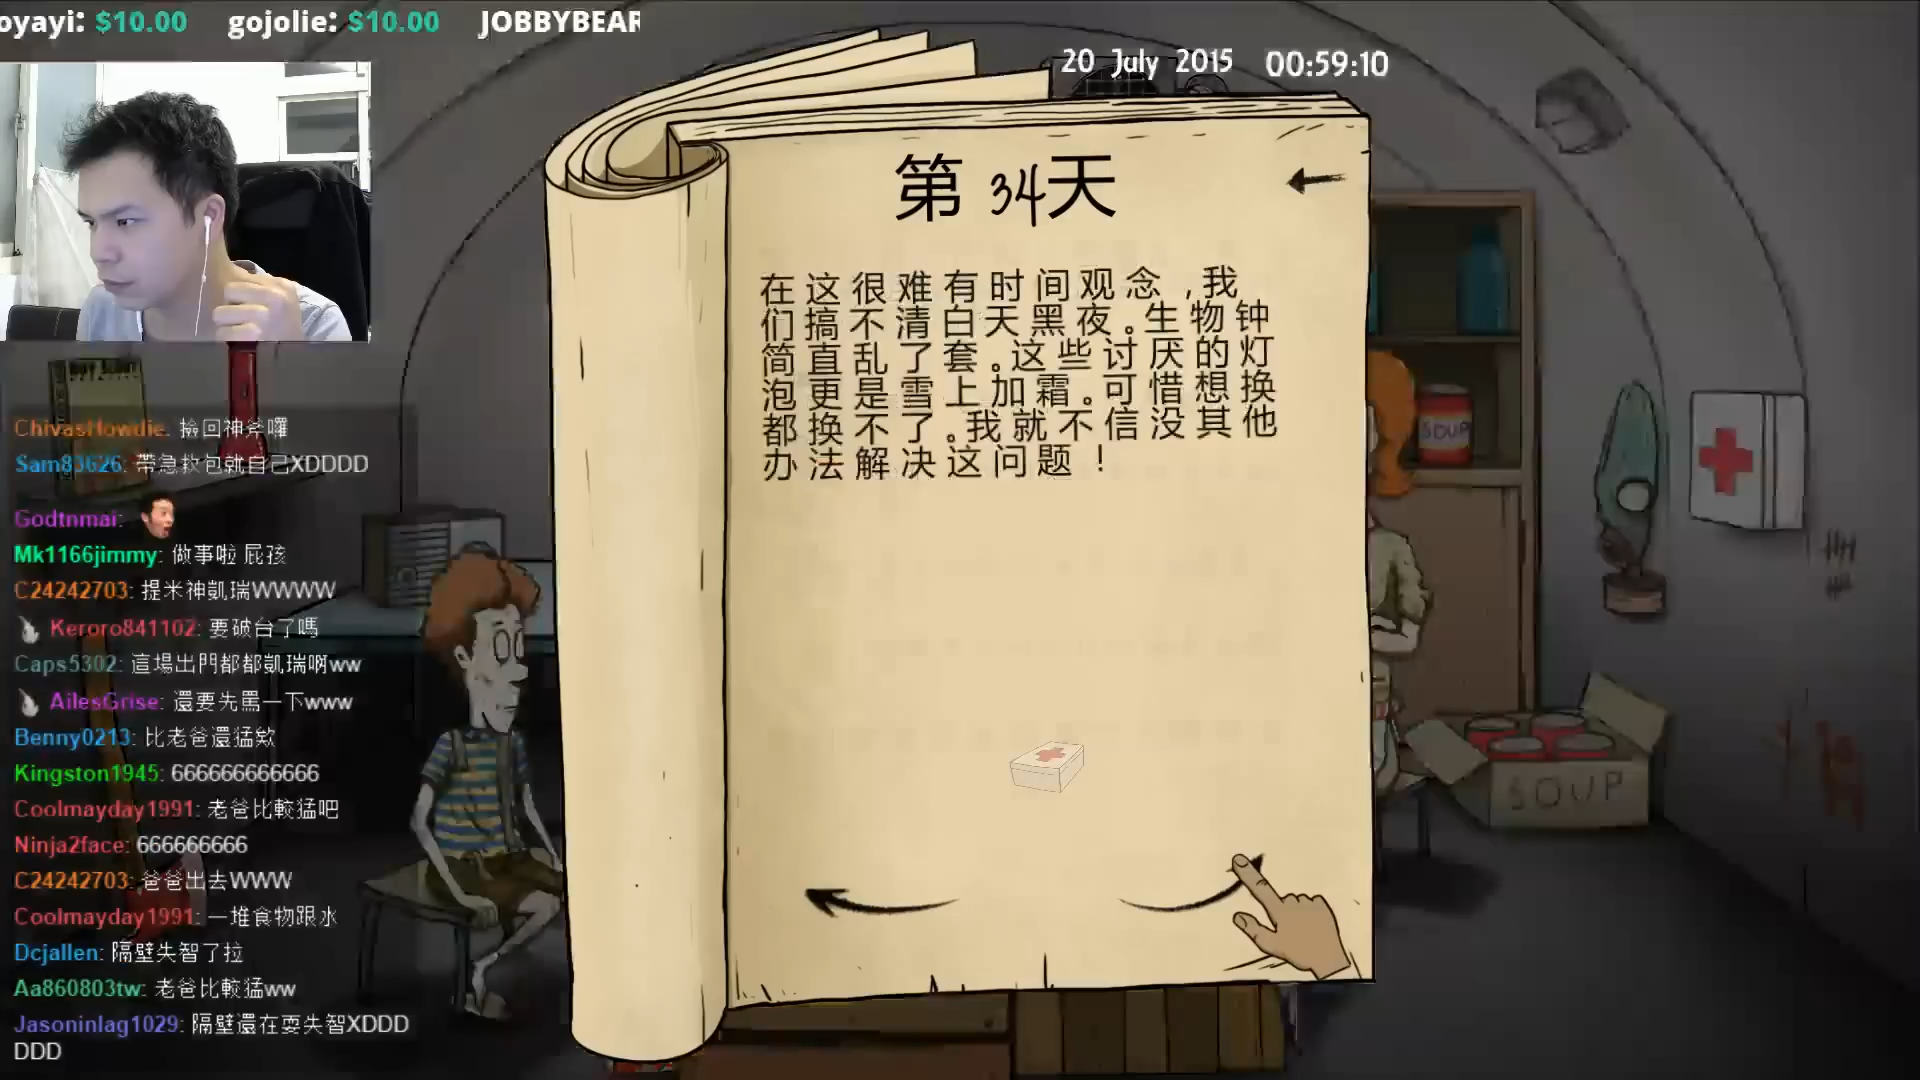 oyayi: $10.00 gojolie: $10.00 JOBBYBEAR
20 July 2015 00:59:10
第 34天
在这很难有时间观念,我
们搞不清白天黑夜。生物钟
简直乱了套。这些讨厌的灯
泡更是雪上加霜。可惜想换
都换不了。我就不信没其他
办法解决这问题!
SOUP
SOUP
ChivasHowdie: 撿回神斧囉
Sam83626: 帶急救包就自己XDDDD
Godtnmai:
Mk1166jimmy: 做事啦 屁孩
C24242703: 提米神凱瑞WWWW
Keroro841102: 要破台了嗎
Caps5302: 這場出門都都凱瑞啊ww
AilesGrise: 還要先罵一下www
Benny0213: 比老爸還猛欸
Kingston1945: 666666666666
Coolmayday1991: 老爸比較猛吧
Ninja2face: 666666666
C24242703: 爸爸出去WWW
Coolmayday1991: 一堆食物跟水
Dcjallen: 隔壁失智了拉
Aa860803tw: 老爸比較猛ww
Jasoninlag1029: 隔壁還在耍失智XDDD
DDD